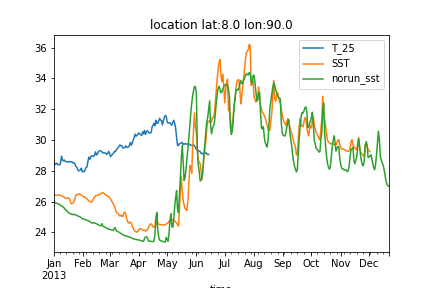 location lat:8.0 lon:90.0
T_25
SST
norun_sst
36
34
32
30
28
26
24
Jan Feb Mar Apr May Jun Jul Aug Sep Oct Nov Dec
2013
time